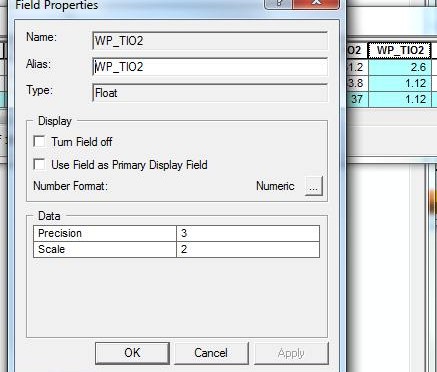 Field Properties
Name: WP_TIO2
Alias: WP_TIO2
Type: Float
Display
Turn Field off
Use Field as Primary Display Field
Number Format: Numeric ...
Data
Precision 3
Scale 2
OK Cancel Apply
O2 WP_TIO2
1.2 2.6
3.8 1.12
37 1.12